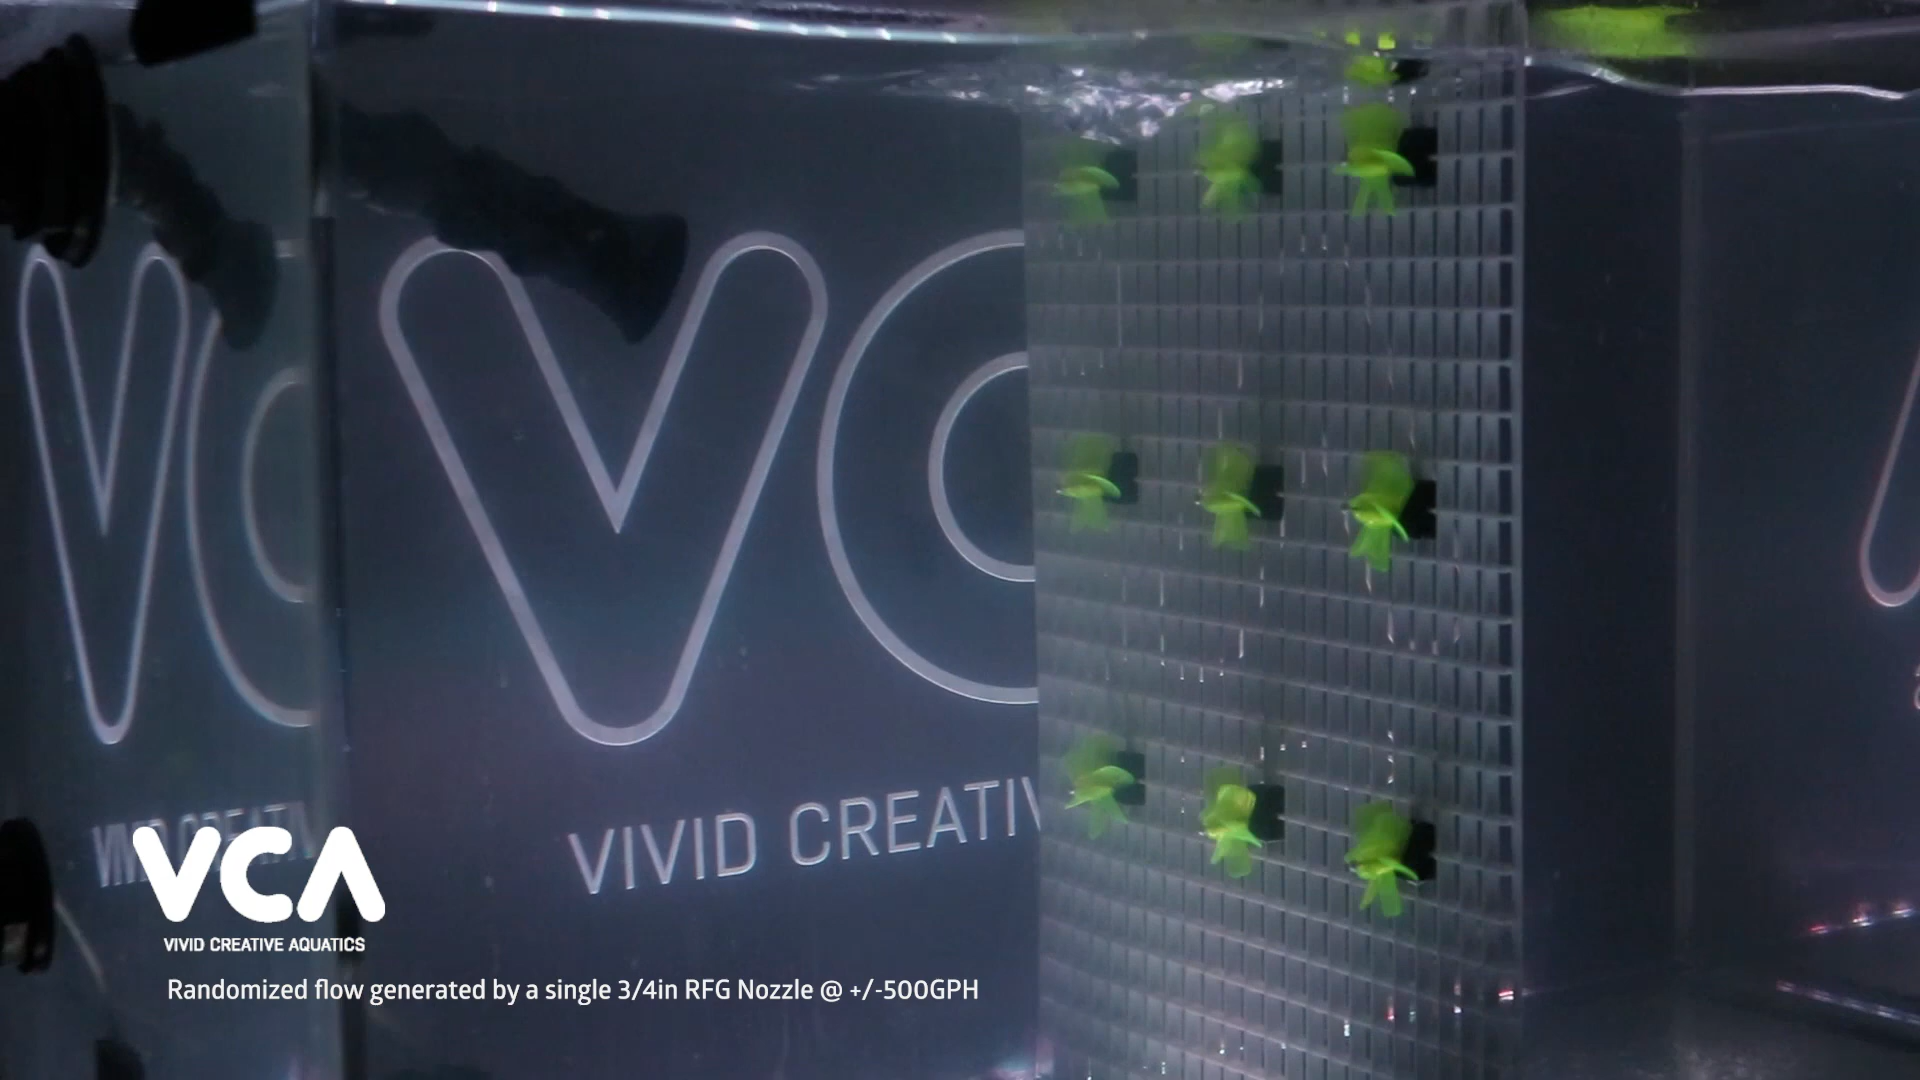 VC
VC
VIVID CREATIV
VIVID CREATIV
VCA
VIVID CREATIVE AQUATICS
Randomized flow generated by a single 3/4in RFG Nozzle @ +/-500GPH